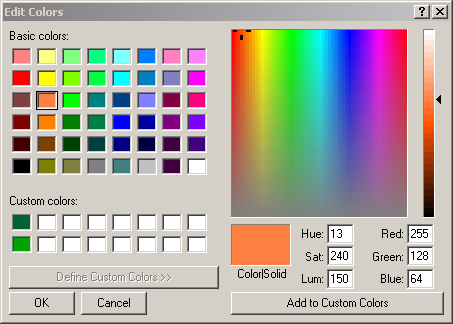 Edit Colors
Basic colors:
Custom colors:
Define Custom Colors >>
OK
Cancel
Color|Solid
Hue: 13
Sat: 240
Lum: 150
Red: 255
Green: 128
Blue: 64
Add to Custom Colors